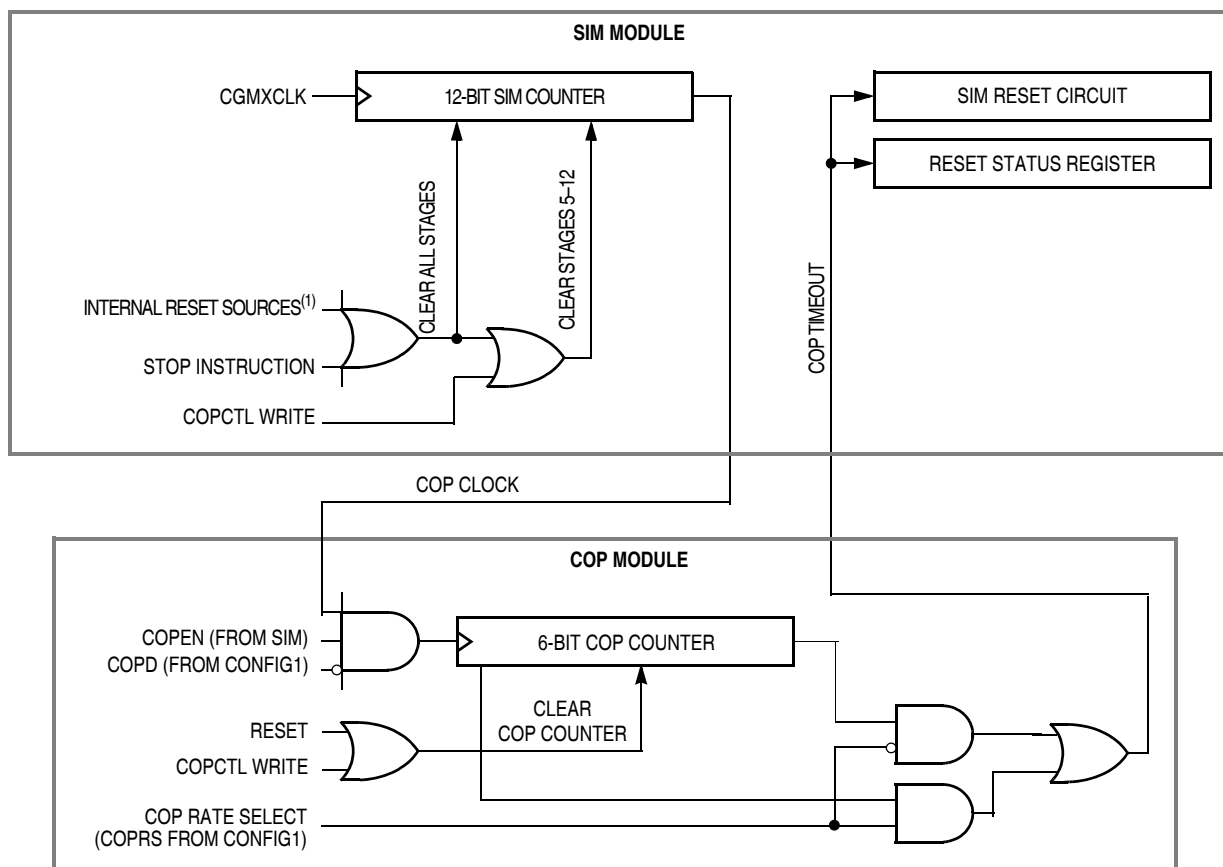 SIM MODULE
CGMXCLK
12-BIT SIM COUNTER
SIM RESET CIRCUIT
RESET STATUS REGISTER
CLEAR ALL STAGES
CLEAR STAGES 5–12
COP TIMEOUT
INTERNAL RESET SOURCES(1)
STOP INSTRUCTION
COPCTL WRITE
COP CLOCK
COP MODULE
COPEN (FROM SIM)
COPD (FROM CONFIG1)
6-BIT COP COUNTER
CLEAR
COP COUNTER
RESET
COPCTL WRITE
COP RATE SELECT
(COPRS FROM CONFIG1)